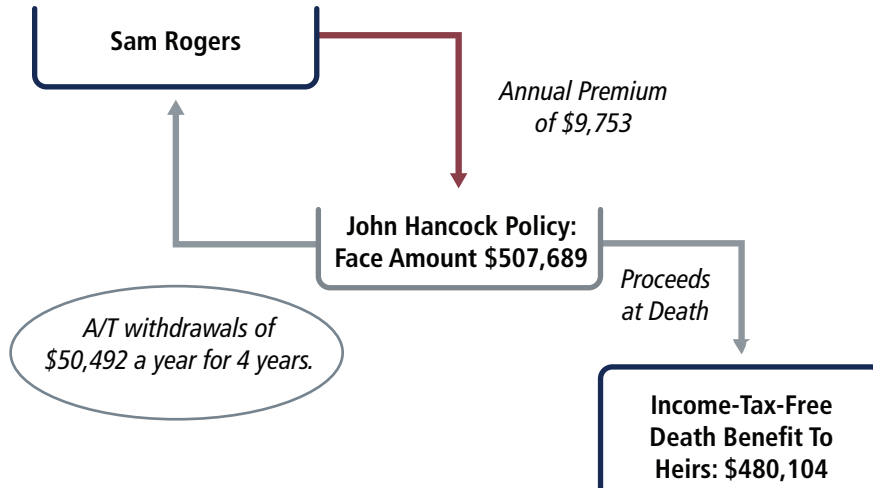 Sam Rogers
Annual Premium
of $9,753
John Hancock Policy:
Face Amount $507,689
Proceeds
at Death
A/T withdrawals of
$50,492 a year for 4 years.
Income-Tax-Free
Death Benefit To
Heirs: $480,104